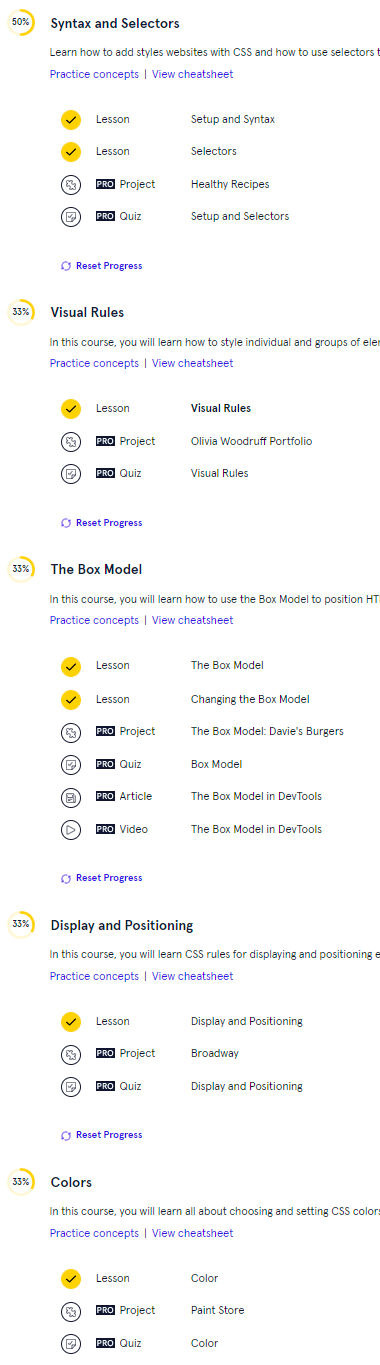 50%
Syntax and Selectors
Learn how to add styles websites with CSS and how to use selectors t
Practice concepts | View cheatsheet
Lesson Setup and Syntax
Lesson Selectors
PRO Project Healthy Recipes
PRO Quiz Setup and Selectors
Reset Progress
33%
Visual Rules
In this course, you will learn how to style individual and groups of eler
Practice concepts | View cheatsheet
Lesson Visual Rules
PRO Project Olivia Woodruff Portfolio
PRO Quiz Visual Rules
Reset Progress
33%
The Box Model
In this course, you will learn how to use the Box Model to position HT
Practice concepts | View cheatsheet
Lesson The Box Model
Lesson Changing the Box Model
PRO Project The Box Model: Davie's Burgers
PRO Quiz Box Model
PRO Article The Box Model in DevTools
PRO Video The Box Model in DevTools
Reset Progress
33%
Display and Positioning
In this course, you will learn CSS rules for displaying and positioning e
Practice concepts | View cheatsheet
Lesson Display and Positioning
PRO Project Broadway
PRO Quiz Display and Positioning
Reset Progress
33%
Colors
In this course, you will learn all about choosing and setting CSS colors
Practice concepts | View cheatsheet
Lesson Color
PRO Project Paint Store
PRO Quiz Color